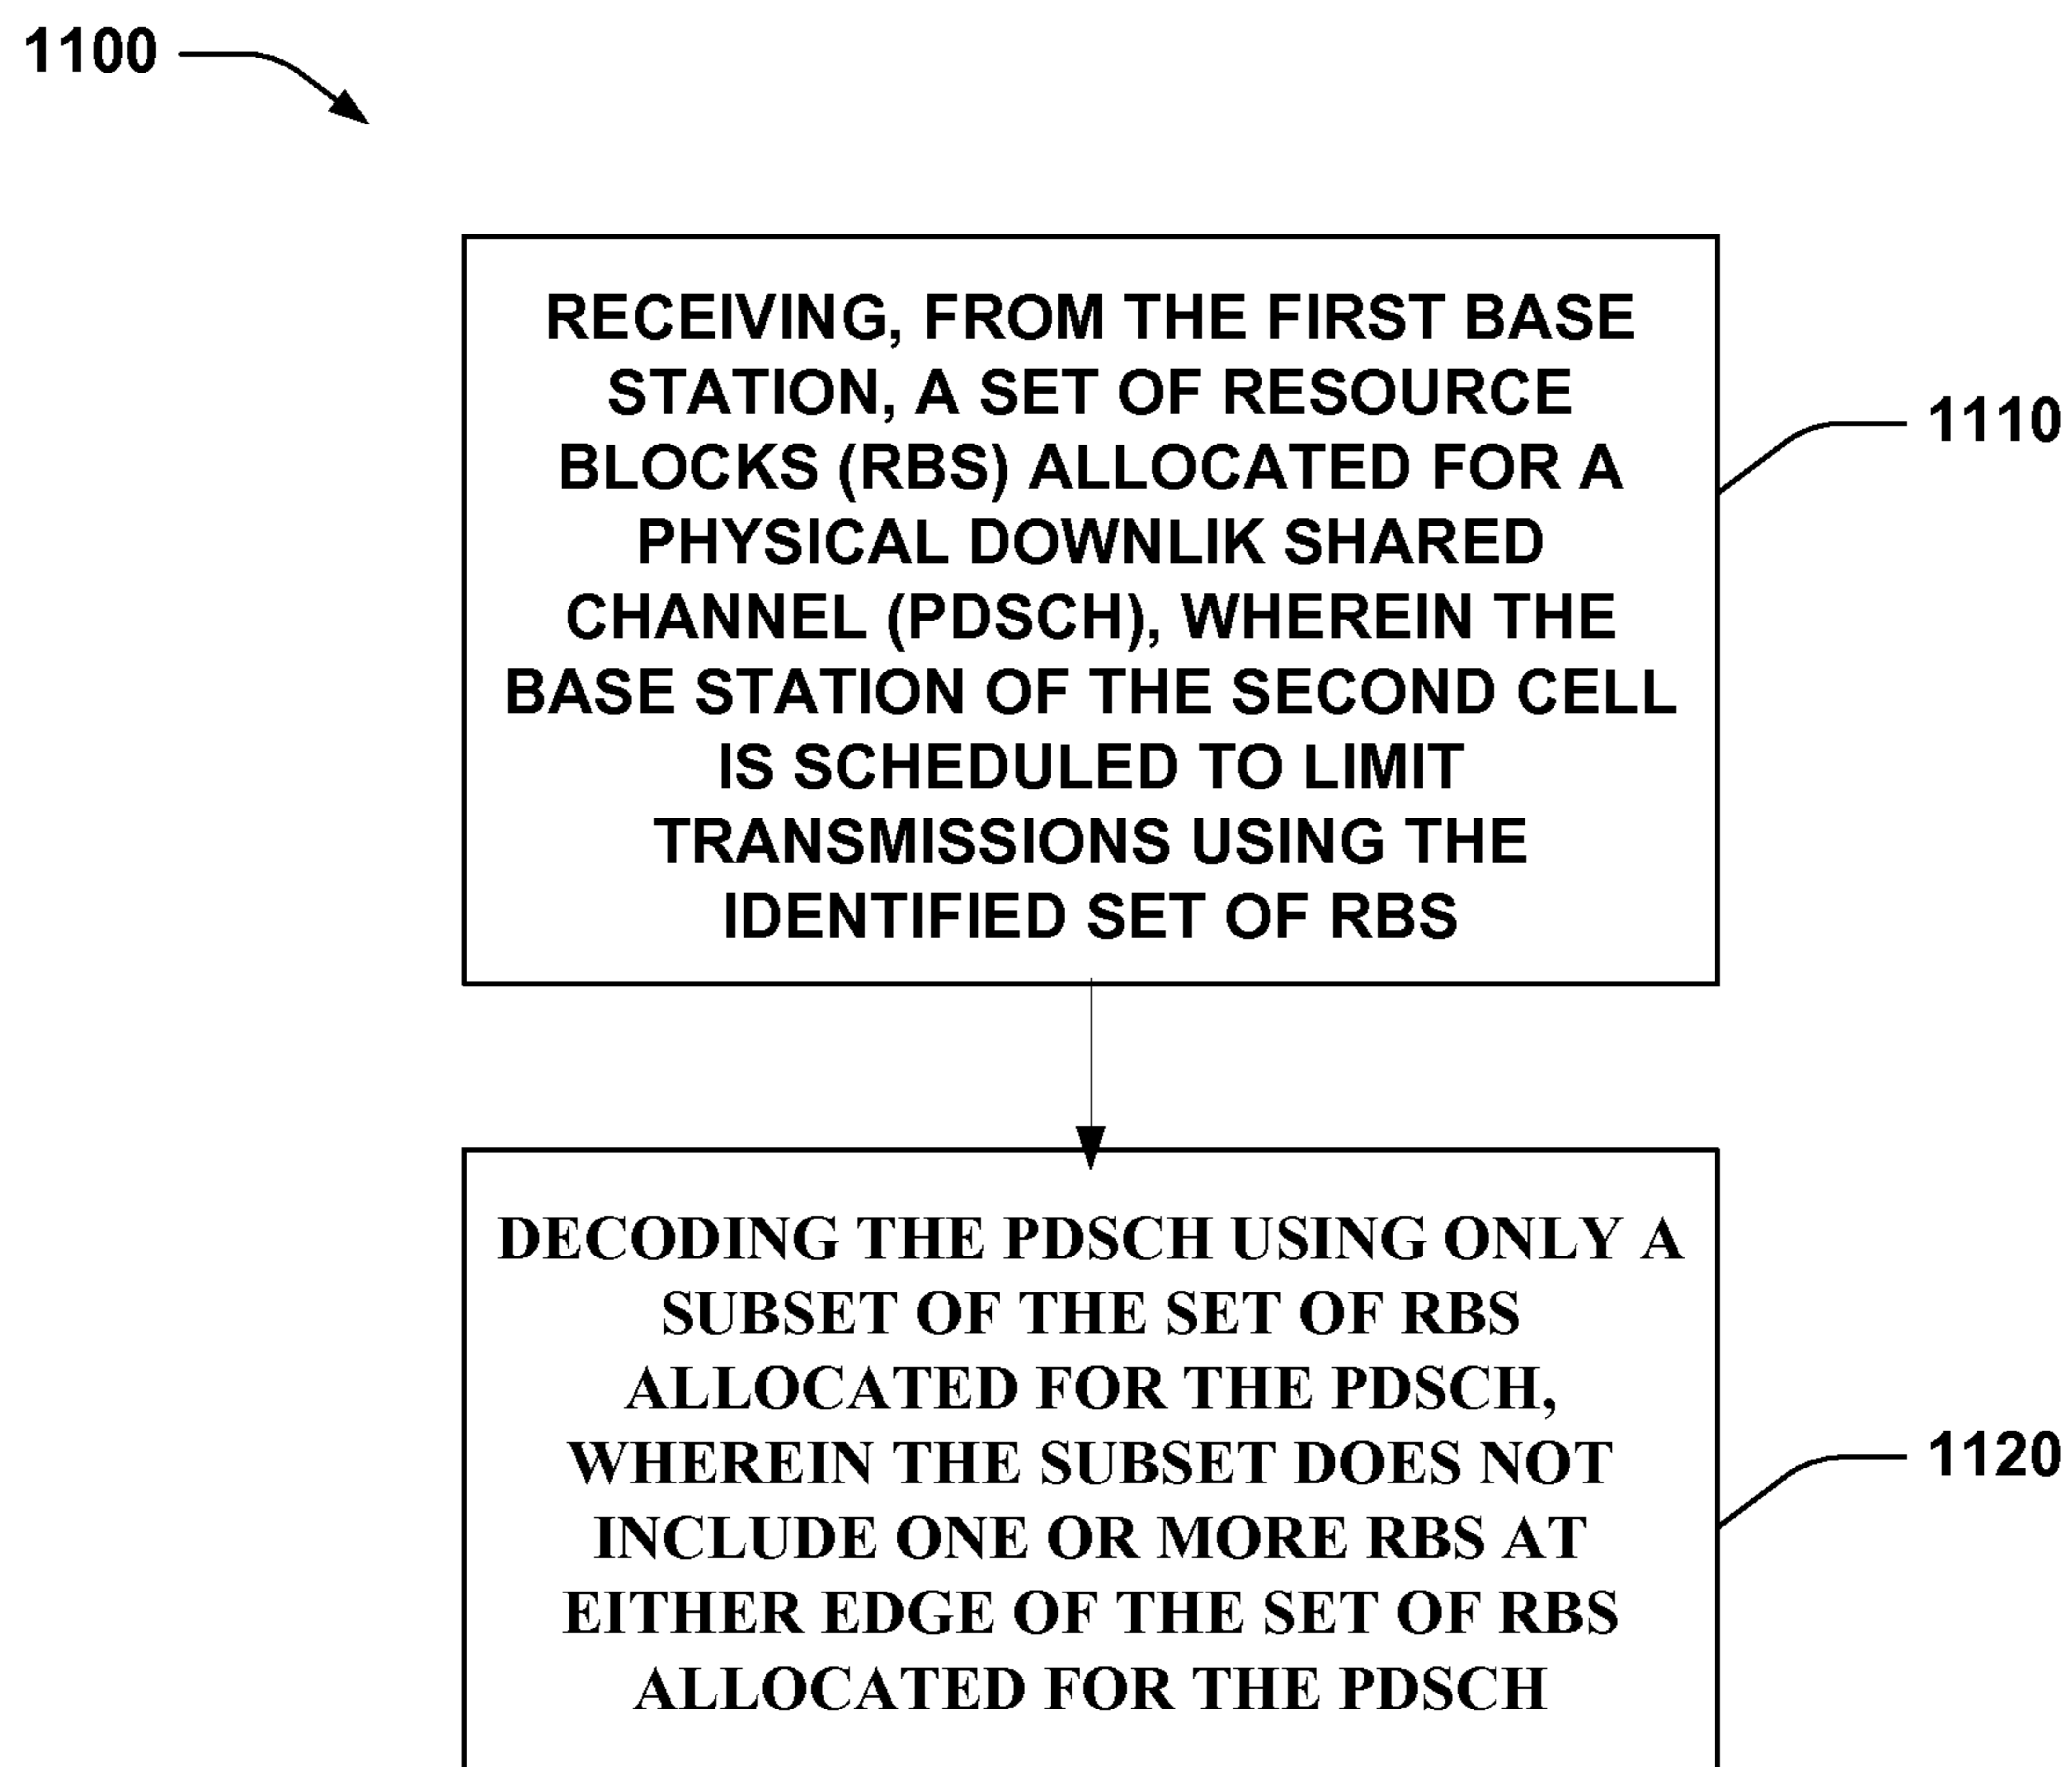 1100
RECEIVING, FROM THE FIRST BASE
STATION, A SET OF RESOURCE
BLOCKS (RBS) ALLOCATED FOR A
PHYSICAL DOWNLIK SHARED
CHANNEL (PDSCH), WHEREIN THE
BASE STATION OF THE SECOND CELL
IS SCHEDULED TO LIMIT
TRANSMISSIONS USING THE
IDENTIFIED SET OF RBS
1110
DECODING THE PDSCH USING ONLY A
SUBSET OF THE SET OF RBS
ALLOCATED FOR THE PDSCH,
WHEREIN THE SUBSET DOES NOT
INCLUDE ONE OR MORE RBS AT
EITHER EDGE OF THE SET OF RBS
ALLOCATED FOR THE PDSCH
1120